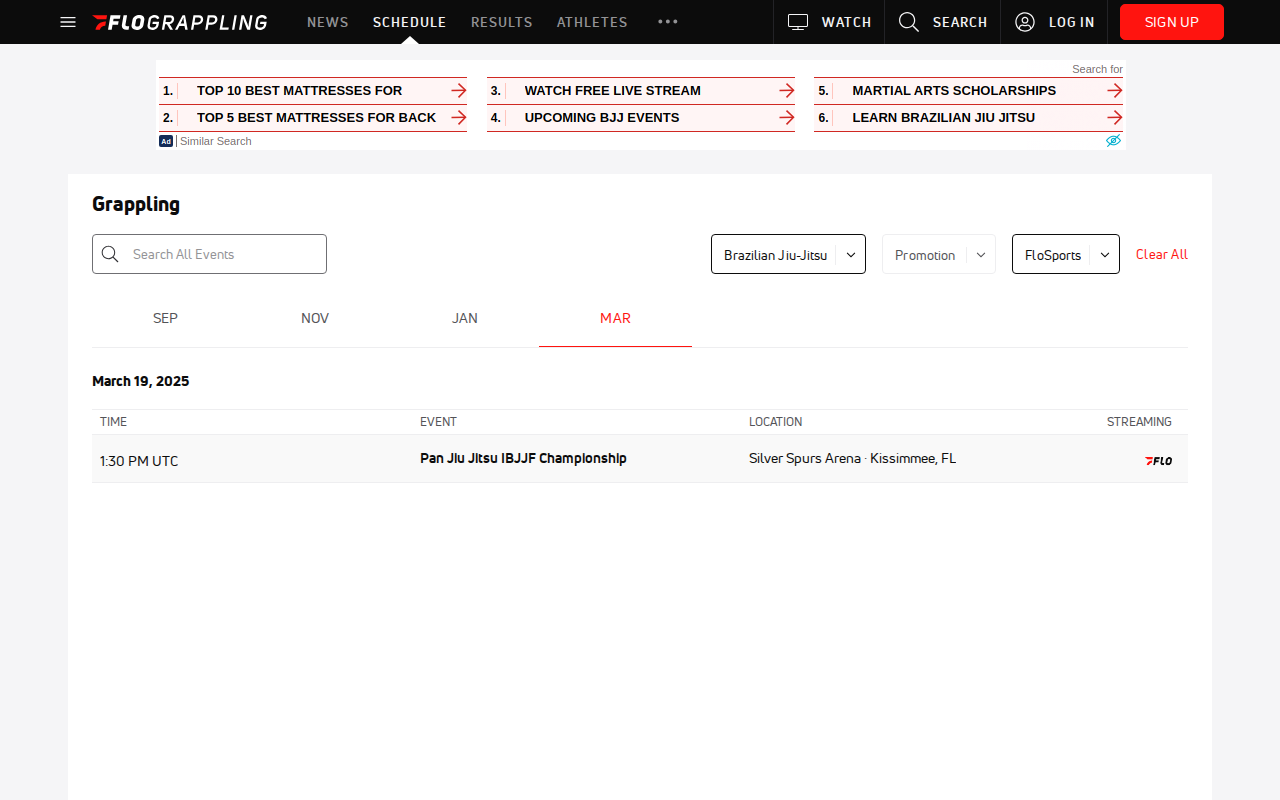 FLOGRAPPLING NEWS SCHEDULE RESULTS ATHLETES WATCH SEARCH LOG IN SIGN UP
Search for
1. TOP 10 BEST MATTRESSES FOR
2. TOP 5 BEST MATTRESSES FOR BACK
3. WATCH FREE LIVE STREAM
4. UPCOMING BJJ EVENTS
5. MARTIAL ARTS SCHOLARSHIPS
6. LEARN BRAZILIAN JIU JITSU
Ad Similar Search
Grappling
Search All Events Brazilian Jiu-Jitsu Promotion FloSports Clear All
SEP NOV JAN MAR
March 19, 2025
TIME EVENT LOCATION STREAMING
1:30 PM UTC Pan Jiu Jitsu IBJJF Championship Silver Spurs Arena · Kissimmee, FL FLO